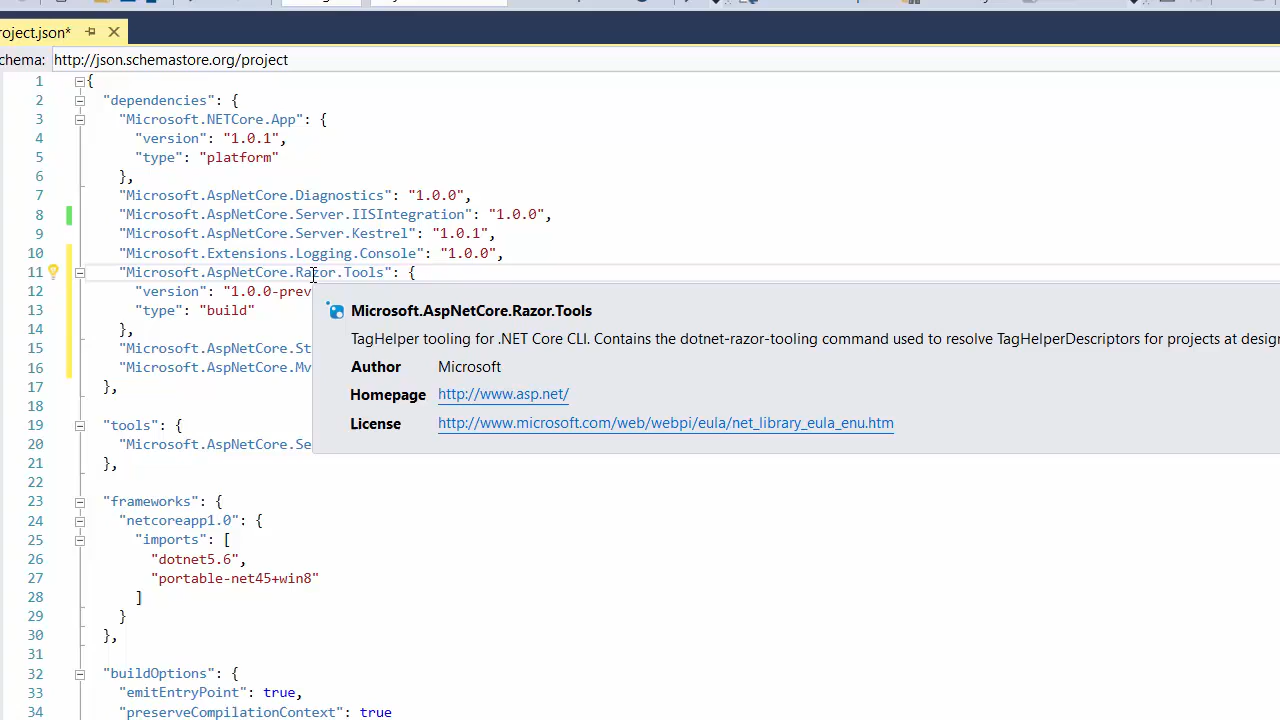 roject.json*
chema: http://json.schemastore.org/project
1 {
2 "dependencies": {
3 "Microsoft.NETCore.App": {
4 "version": "1.0.1",
5 "type": "platform"
6 },
7 "Microsoft.AspNetCore.Diagnostics": "1.0.0",
8 "Microsoft.AspNetCore.Server.IISIntegration": "1.0.0",
9 "Microsoft.AspNetCore.Server.Kestrel": "1.0.1",
10 "Microsoft.Extensions.Logging.Console": "1.0.0",
11 "Microsoft.AspNetCore.Razor.Tools": {
12 "version": "1.0.0-prev
13 "type": "build"
14 },
15 "Microsoft.AspNetCore.St
16 "Microsoft.AspNetCore.Mv
17 },
Microsoft.AspNetCore.Razor.Tools
TagHelper tooling for .NET Core CLI. Contains the dotnet-razor-tooling command used to resolve TagHelperDescriptors for projects at design
Author Microsoft
Homepage http://www.asp.net/
License http://www.microsoft.com/web/webpi/eula/net_library_eula_enu.htm
18
19 "tools": {
20 "Microsoft.AspNetCore.Se
21 },
22
23 "frameworks": {
24 "netcoreapp1.0": {
25 "imports": [
26 "dotnet5.6",
27 "portable-net45+win8"
28 ]
29 }
30 },
31
32 "buildOptions": {
33 "emitEntryPoint": true,
34 "preserveCompilationContext": true